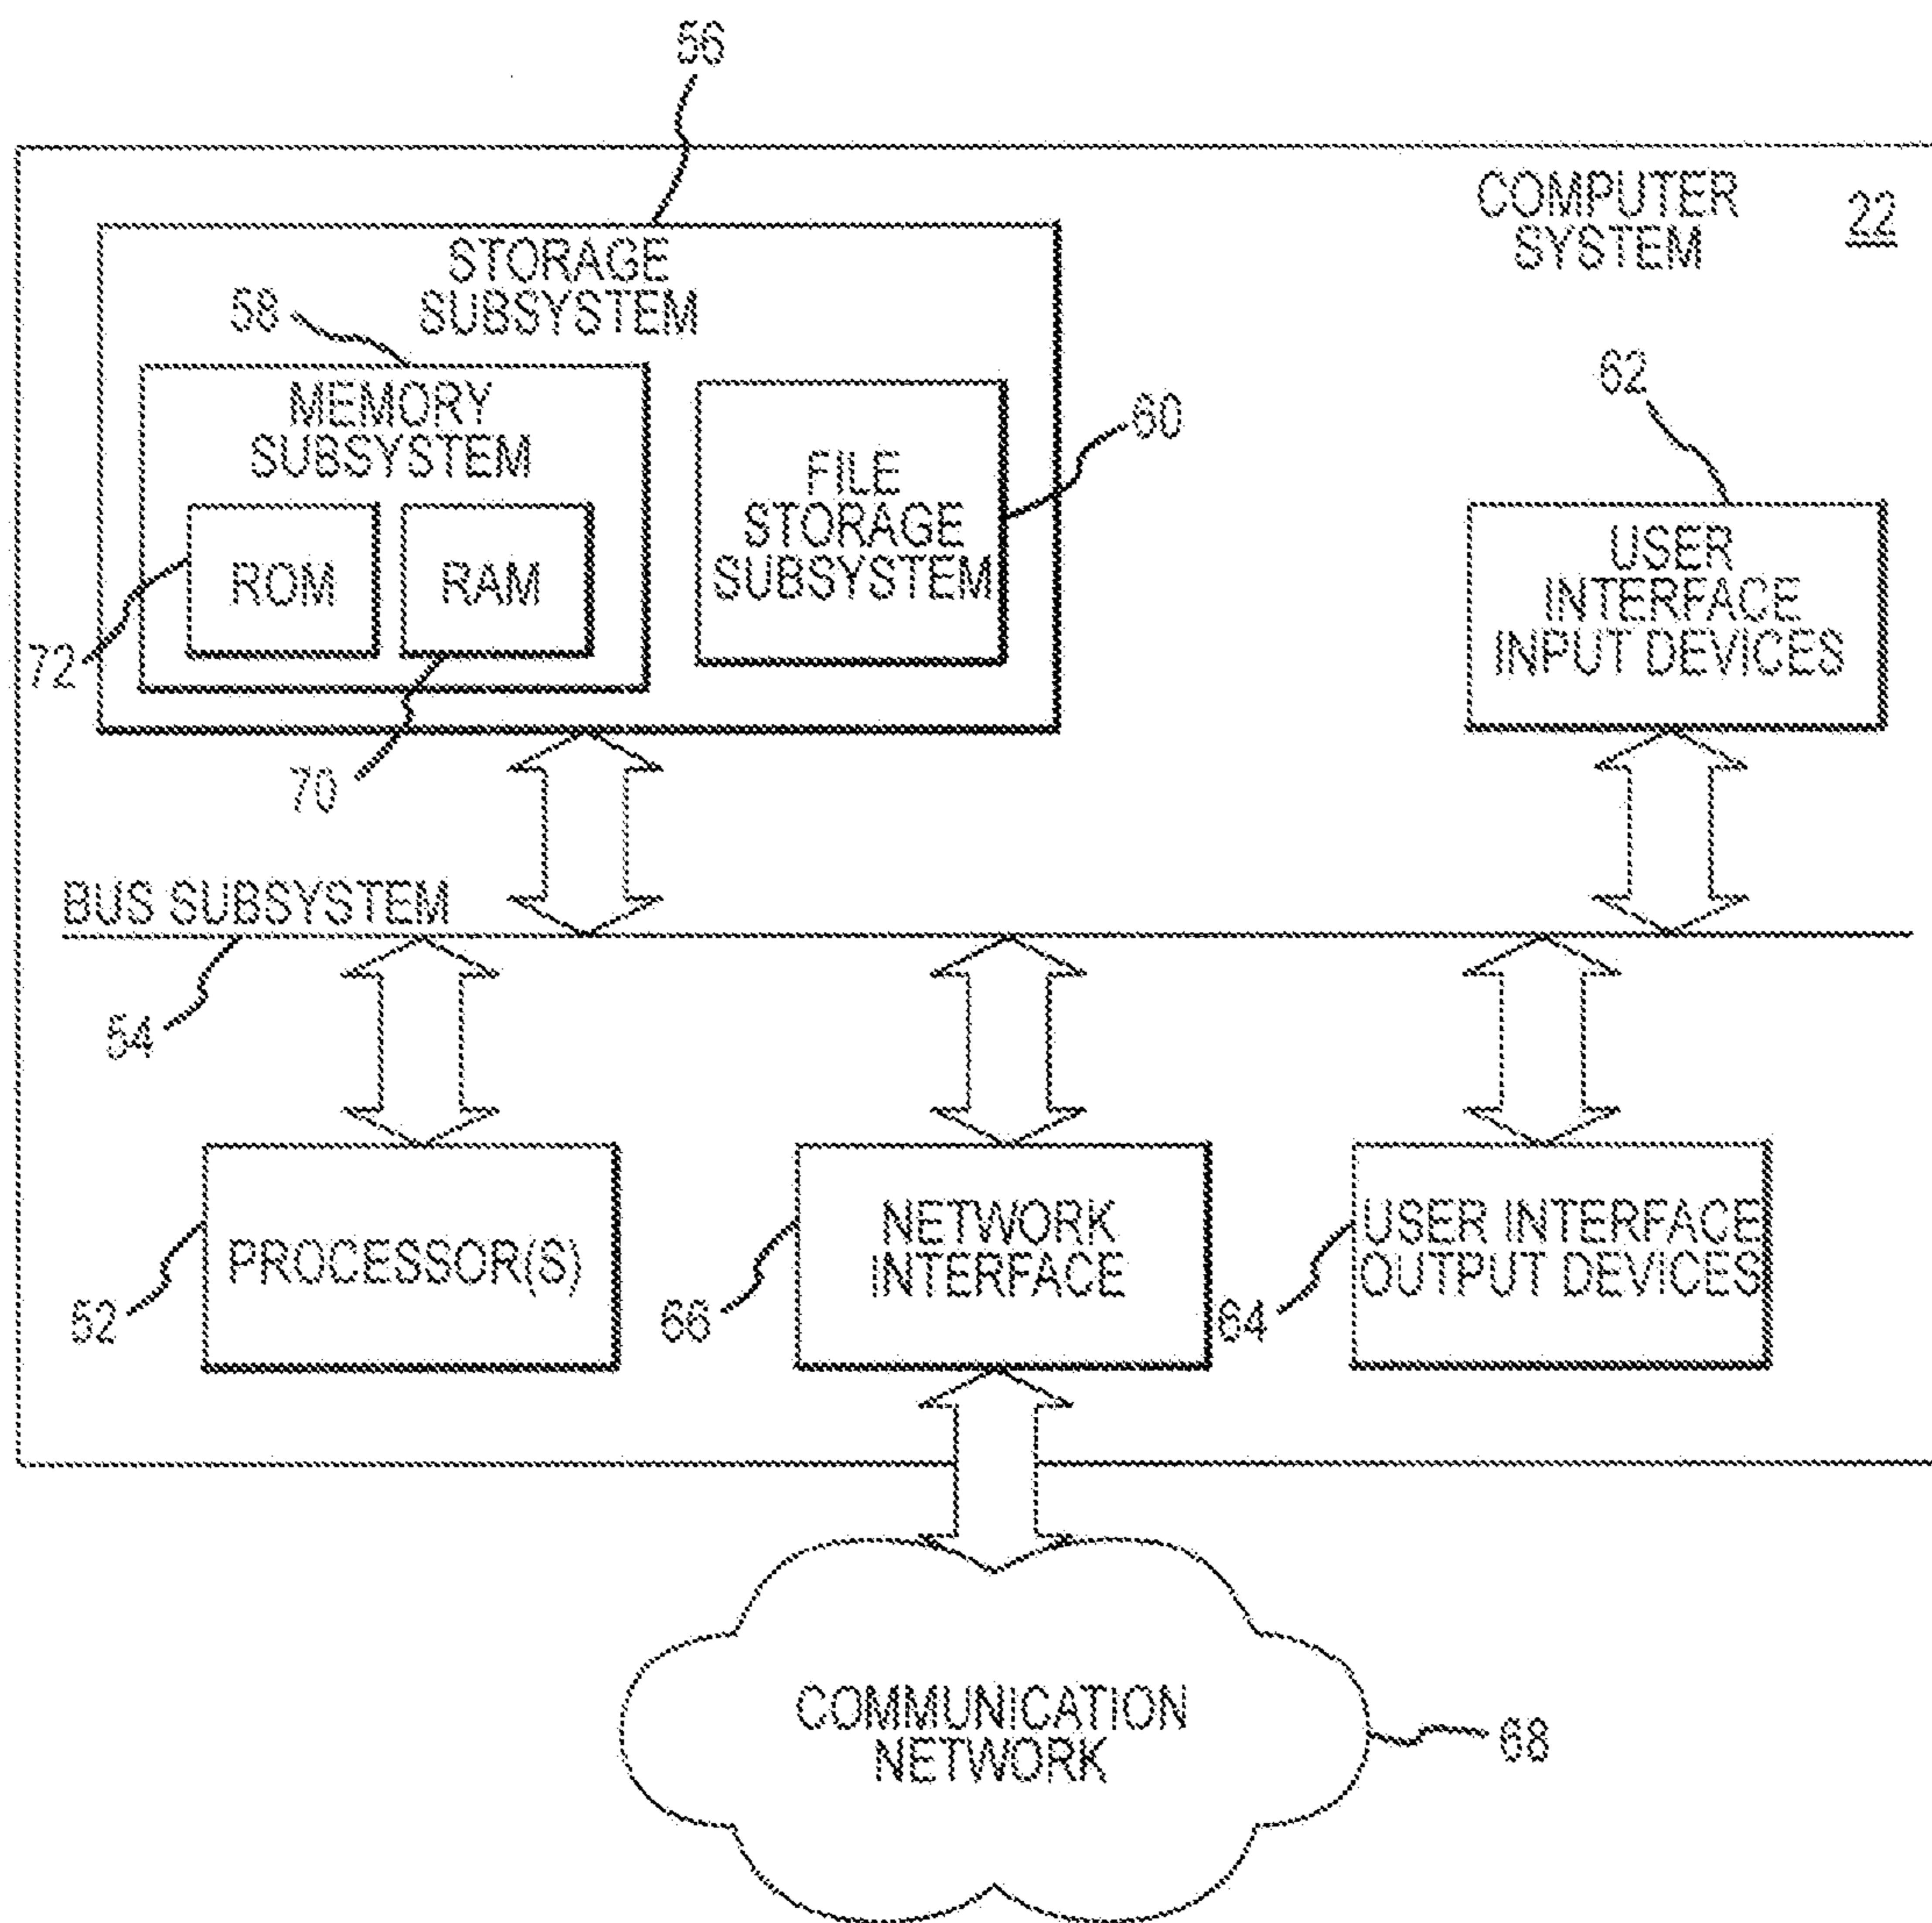 56
COMPUTER
SYSTEM
22
STORAGE
SUBSYSTEM
58
MEMORY
SUBSYSTEM
62
60
FILE
STORAGE
SUBSYSTEM
ROM
RAM
USER
INTERFACE
INPUT DEVICES
72
70
BUS SUBSYSTEM
54
PROCESSOR(S)
NETWORK
INTERFACE
USER INTERFACE
OUTPUT DEVICES
52
66
64
COMMUNICATION
NETWORK
68